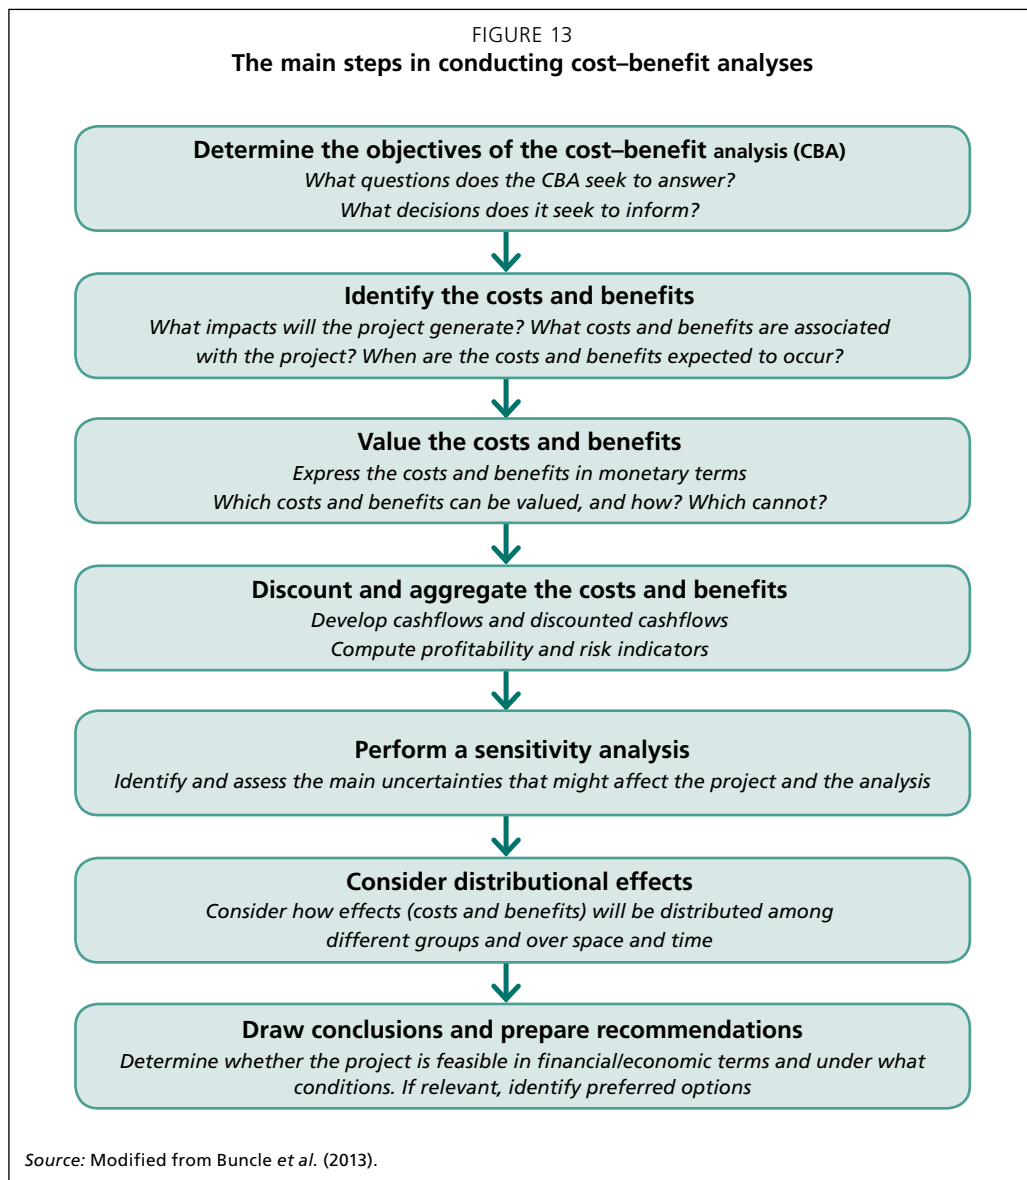 FIGURE 13
The main steps in conducting cost–benefit analyses
Determine the objectives of the cost–benefit analysis (CBA)
What questions does the CBA seek to answer?
What decisions does it seek to inform?
Identify the costs and benefits
What impacts will the project generate? What costs and benefits are associated
with the project? When are the costs and benefits expected to occur?
Value the costs and benefits
Express the costs and benefits in monetary terms
Which costs and benefits can be valued, and how? Which cannot?
Discount and aggregate the costs and benefits
Develop cashflows and discounted cashflows
Compute profitability and risk indicators
Perform a sensitivity analysis
Identify and assess the main uncertainties that might affect the project and the analysis
Consider distributional effects
Consider how effects (costs and benefits) will be distributed among
different groups and over space and time
Draw conclusions and prepare recommendations
Determine whether the project is feasible in financial/economic terms and under what
conditions. If relevant, identify preferred options
Source: Modified from Buncle et al. (2013).